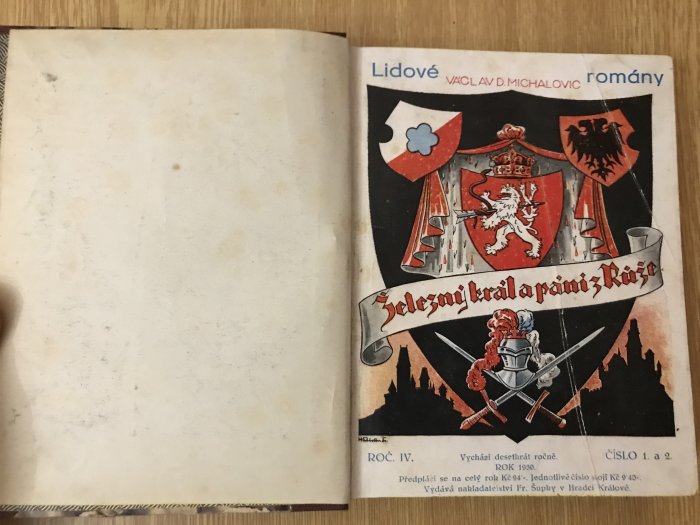 Lidové romány
VÁCLAV D. MICHALOVIC
Železný král a páni z Růže
ROČ. IV.
Vychází desetkrát ročně.
ROK 1930.
ČÍSLO 1. a 2.
Předplácí se na celý rok Kč 94·-. Jednotlivé číslo stojí Kč 9·40-.
Vydává nakladatelství Fr. Šupky v Hradci Králové.